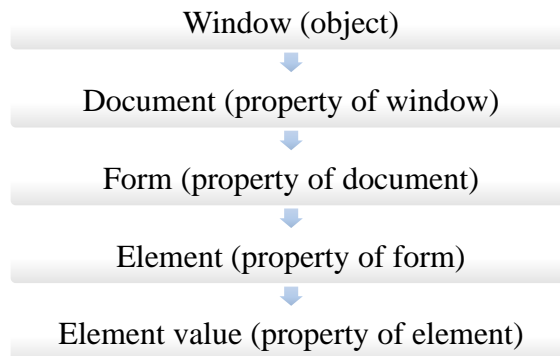 Window (object)
Document (property of window)
Form (property of document)
Element (property of form)
Element value (property of element)